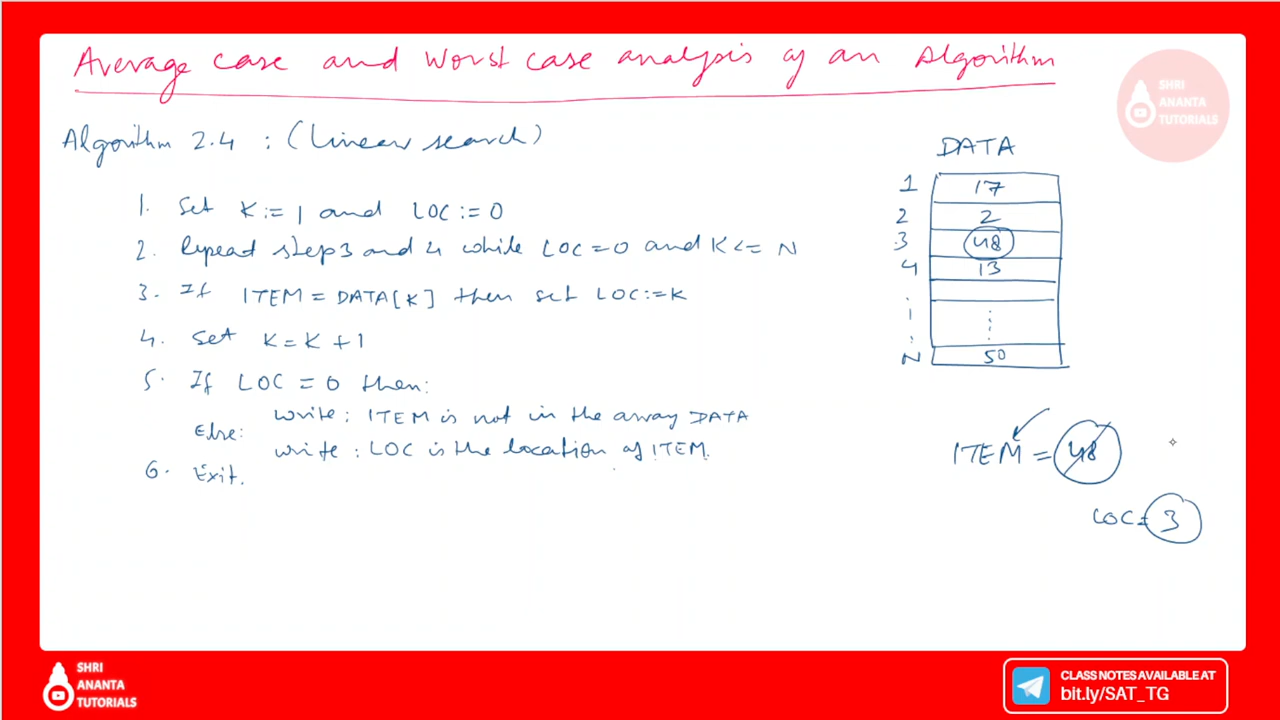 Average case and Worst case analysis of an Algorithm
SHRI
ANANTA
TUTORIALS
Algorithm 2.4 : (Linear search)
1. Set K:=1 and LOC:=0
2. Repeat step3 and 4 while LOC=0 and K<=N
3. If ITEM=DATA[K] then set LOC:=K
4. Set K=K+1
5. If LOC=0 then:
write: ITEM is not in the array DATA
Else:
write: LOC is the location of ITEM.
6. Exit.
DATA
1 17
2 2
3 48
4 13
N 50
ITEM = 48
LOC= 3
SHRI
ANANTA
TUTORIALS
CLASS NOTES AVAILABLE AT
bit.ly/SAT_TG